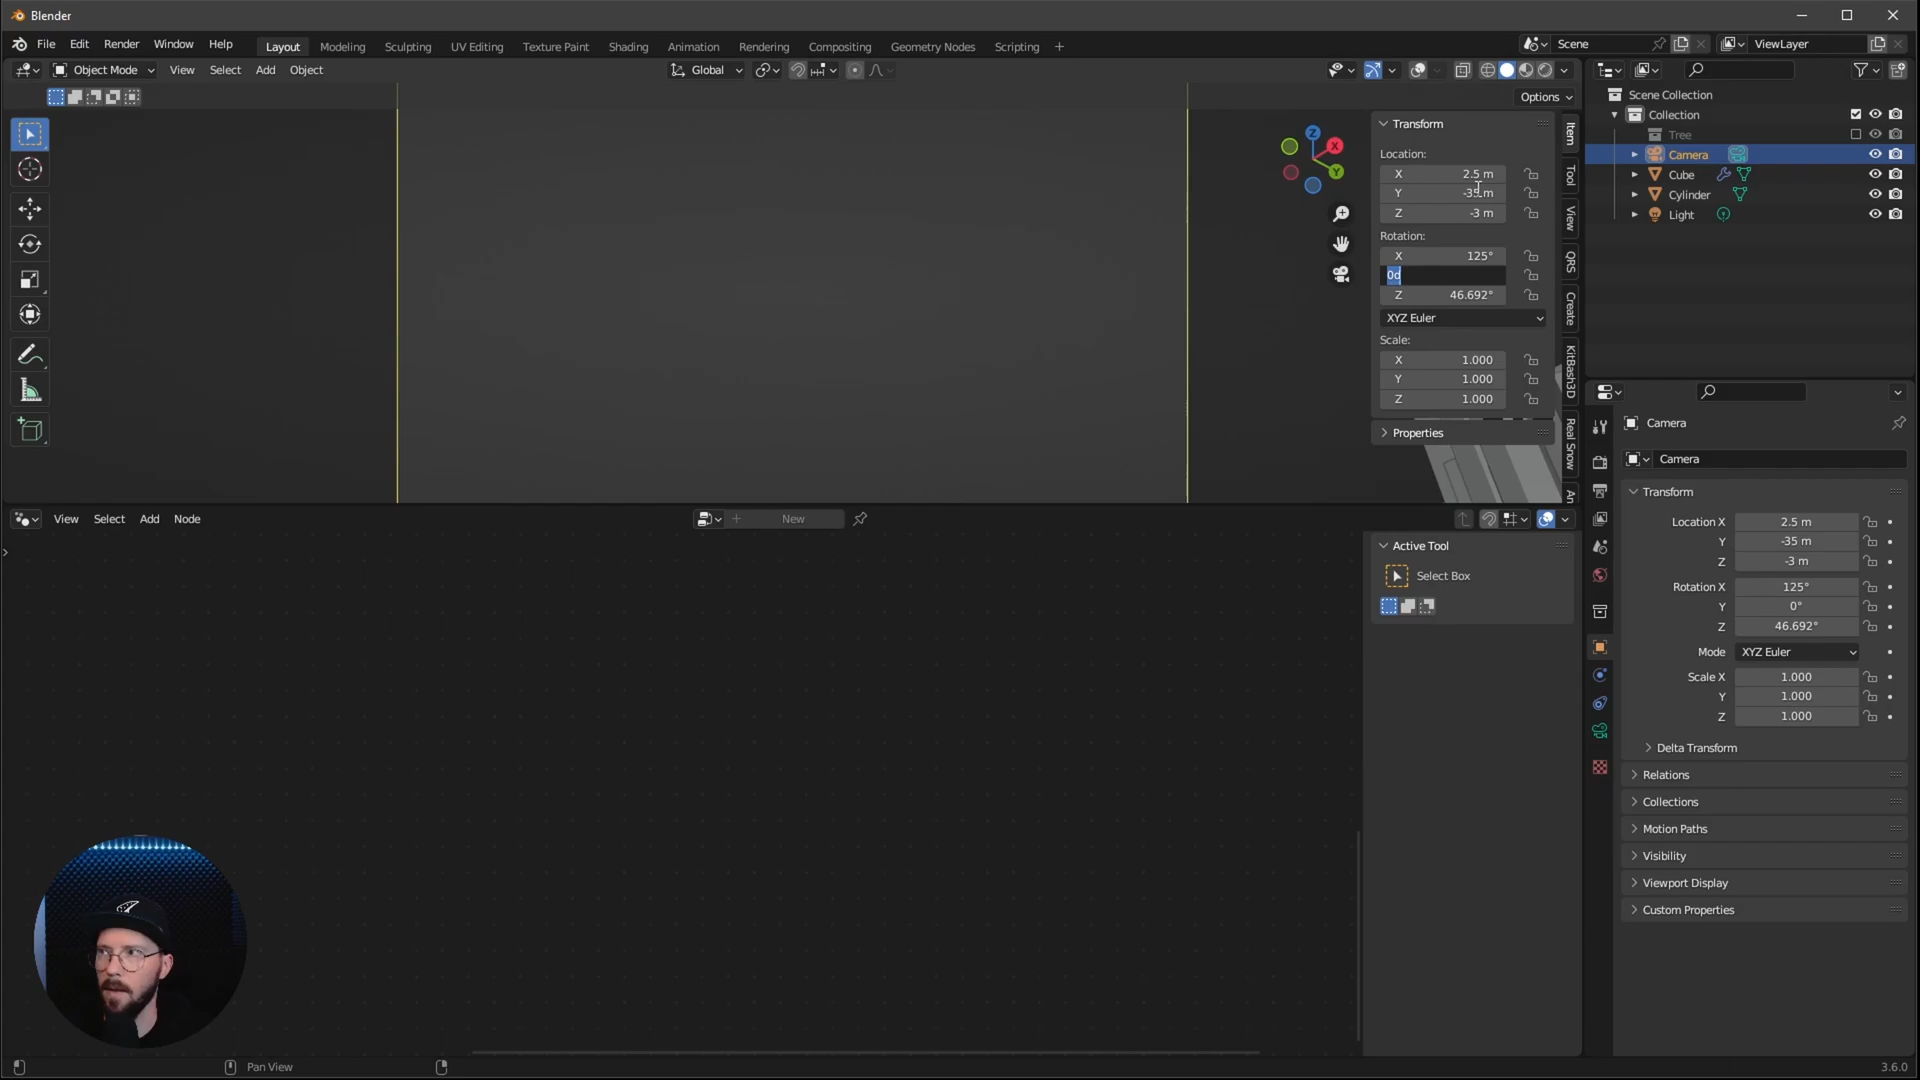 Blender
File Edit Render Window Help Layout Modeling Sculpting UV Editing Texture Paint Shading Animation Rendering Compositing Geometry Nodes Scripting + Scene ViewLayer
Object Mode View Select Add Object Global
Options
Transform
Location:
X 2.5 m
Y -35 m
Z -3 m
Rotation:
X 125°
0d
Z 46.692°
XYZ Euler
Scale:
X 1.000
Y 1.000
Z 1.000
Properties
Item
Tool
View
QRS
Create
KitBash3D
Real Snow
An
X
Y
Z
Scene Collection
Collection
Tree
Camera
Cube
Cylinder
Light
View Select Add Node New
Active Tool
Select Box
Camera
Camera
Transform
Location X 2.5 m
Y -35 m
Z -3 m
Rotation X 125°
Y 0°
Z 46.692°
Mode XYZ Euler
Scale X 1.000
Y 1.000
Z 1.000
Delta Transform
Relations
Collections
Motion Paths
Visibility
Viewport Display
Custom Properties
Pan View
3.6.0